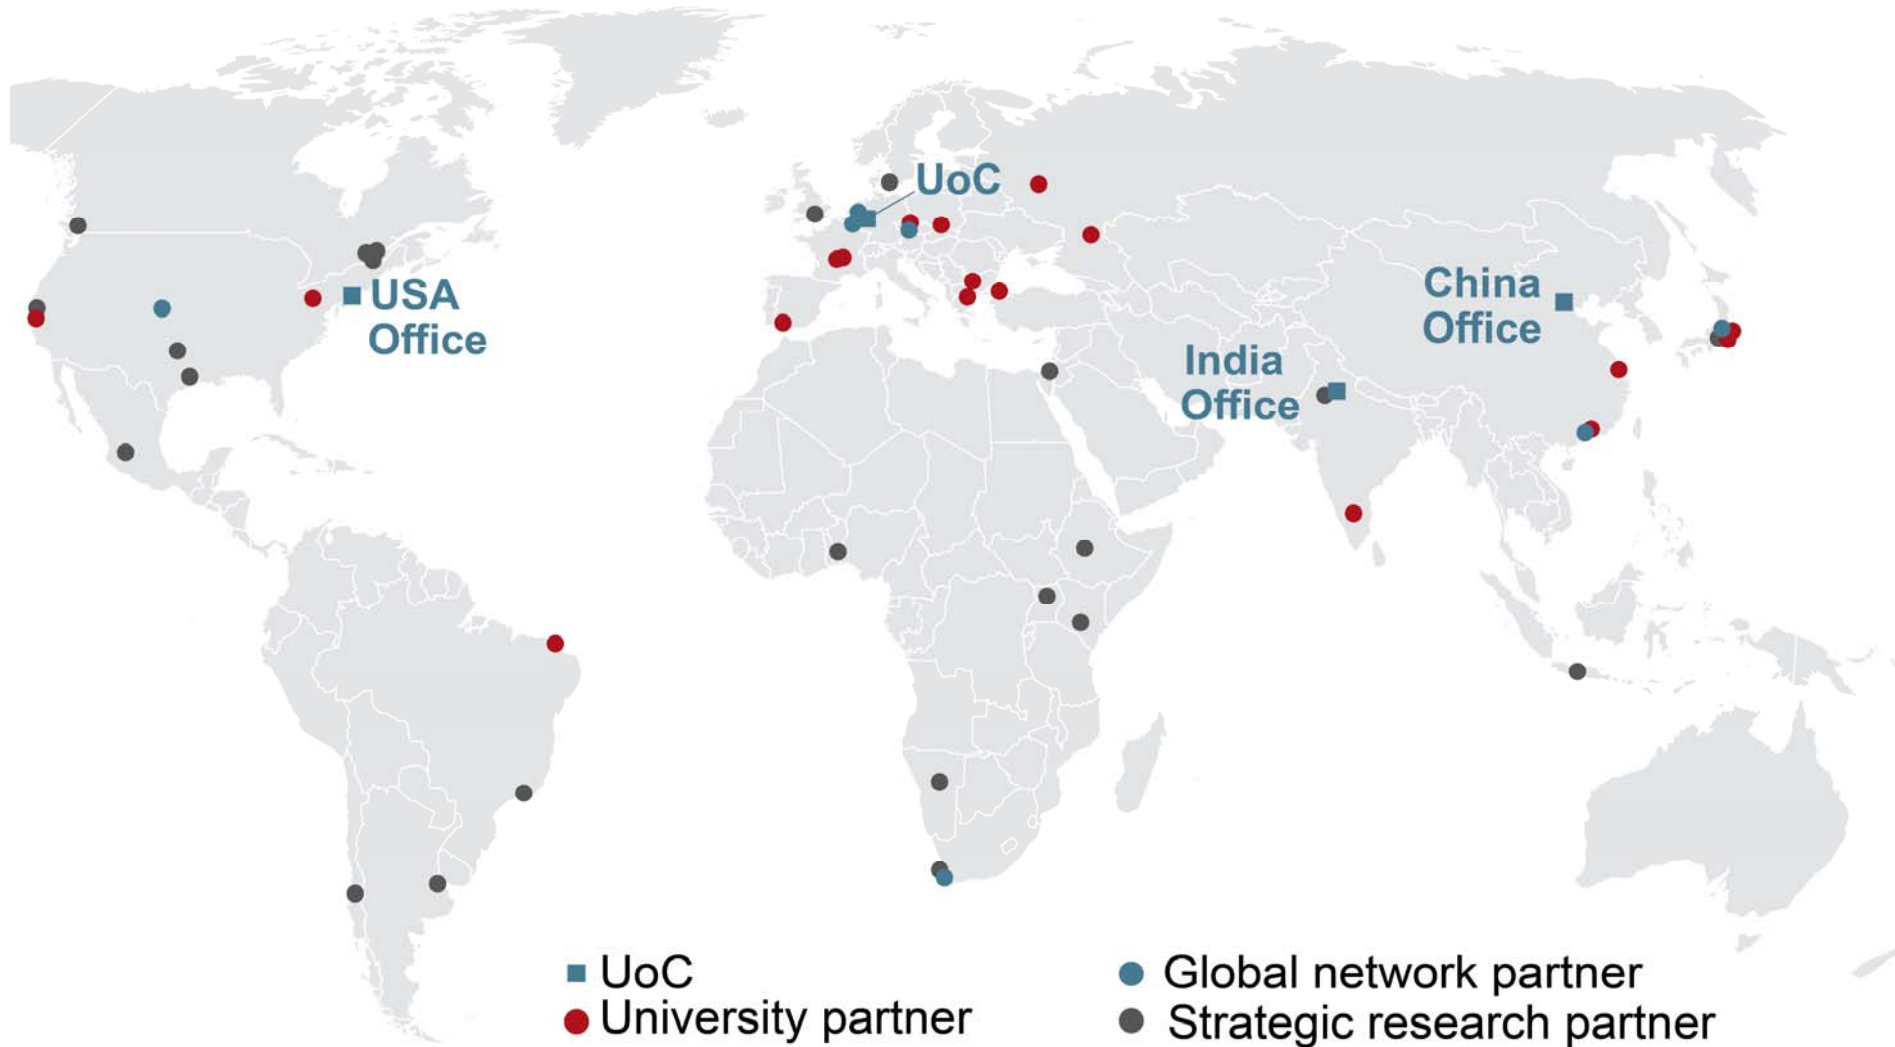 UoC
USA
Office
China
Office
India
Office
UoC
University partner
Global network partner
Strategic research partner